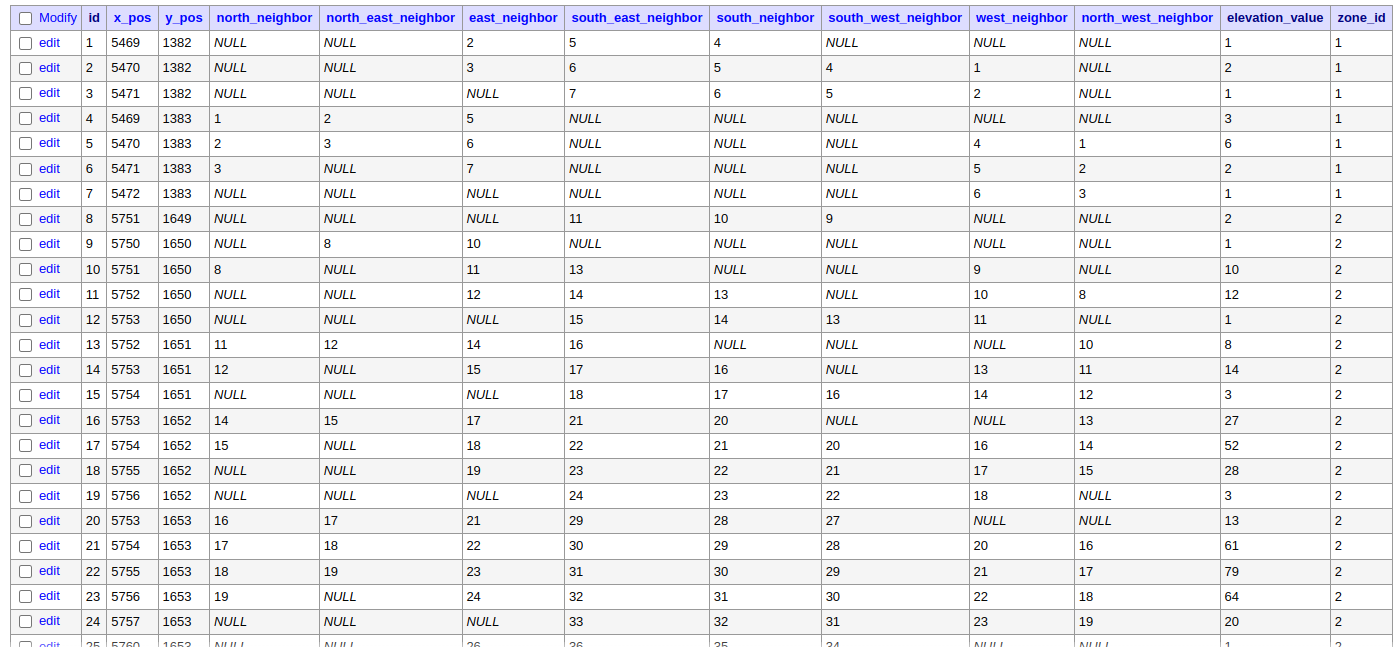 Modify id x_pos y_pos north_neighbor north_east_neighbor east_neighbor south_east_neighbor south_neighbor south_west_neighbor west_neighbor north_west_neighbor elevation_value zone_id
edit 1 5469 1382 NULL NULL 2 5 4 NULL NULL NULL 1 1
edit 2 5470 1382 NULL NULL 3 6 5 4 1 NULL 2 1
edit 3 5471 1382 NULL NULL NULL 7 6 5 2 NULL 1 1
edit 4 5469 1383 1 2 5 NULL NULL NULL NULL NULL 3 1
edit 5 5470 1383 2 3 6 NULL NULL NULL 4 1 6 1
edit 6 5471 1383 3 NULL 7 NULL NULL NULL 5 2 2 1
edit 7 5472 1383 NULL NULL NULL NULL NULL NULL 6 3 1 1
edit 8 5751 1649 NULL NULL NULL 11 10 9 NULL NULL 2 2
edit 9 5750 1650 NULL 8 10 NULL NULL NULL NULL NULL 1 2
edit 10 5751 1650 8 NULL 11 13 NULL NULL 9 NULL 10 2
edit 11 5752 1650 NULL NULL 12 14 13 NULL 10 8 12 2
edit 12 5753 1650 NULL NULL NULL 15 14 13 11 NULL 1 2
edit 13 5752 1651 11 12 14 16 NULL NULL NULL 10 8 2
edit 14 5753 1651 12 NULL 15 17 16 NULL 13 11 14 2
edit 15 5754 1651 NULL NULL NULL 18 17 16 14 12 3 2
edit 16 5753 1652 14 15 17 21 20 NULL NULL 13 27 2
edit 17 5754 1652 15 NULL 18 22 21 20 16 14 52 2
edit 18 5755 1652 NULL NULL 19 23 22 21 17 15 28 2
edit 19 5756 1652 NULL NULL NULL 24 23 22 18 NULL 3 2
edit 20 5753 1653 16 17 21 29 28 27 NULL NULL 13 2
edit 21 5754 1653 17 18 22 30 29 28 20 16 61 2
edit 22 5755 1653 18 19 23 31 30 29 21 17 79 2
edit 23 5756 1653 19 NULL 24 32 31 30 22 18 64 2
edit 24 5757 1653 NULL NULL NULL 33 32 31 23 19 20 2
edit 25 5760 1653 NULL NULL 26 36 35 34 NULL NULL 1 2